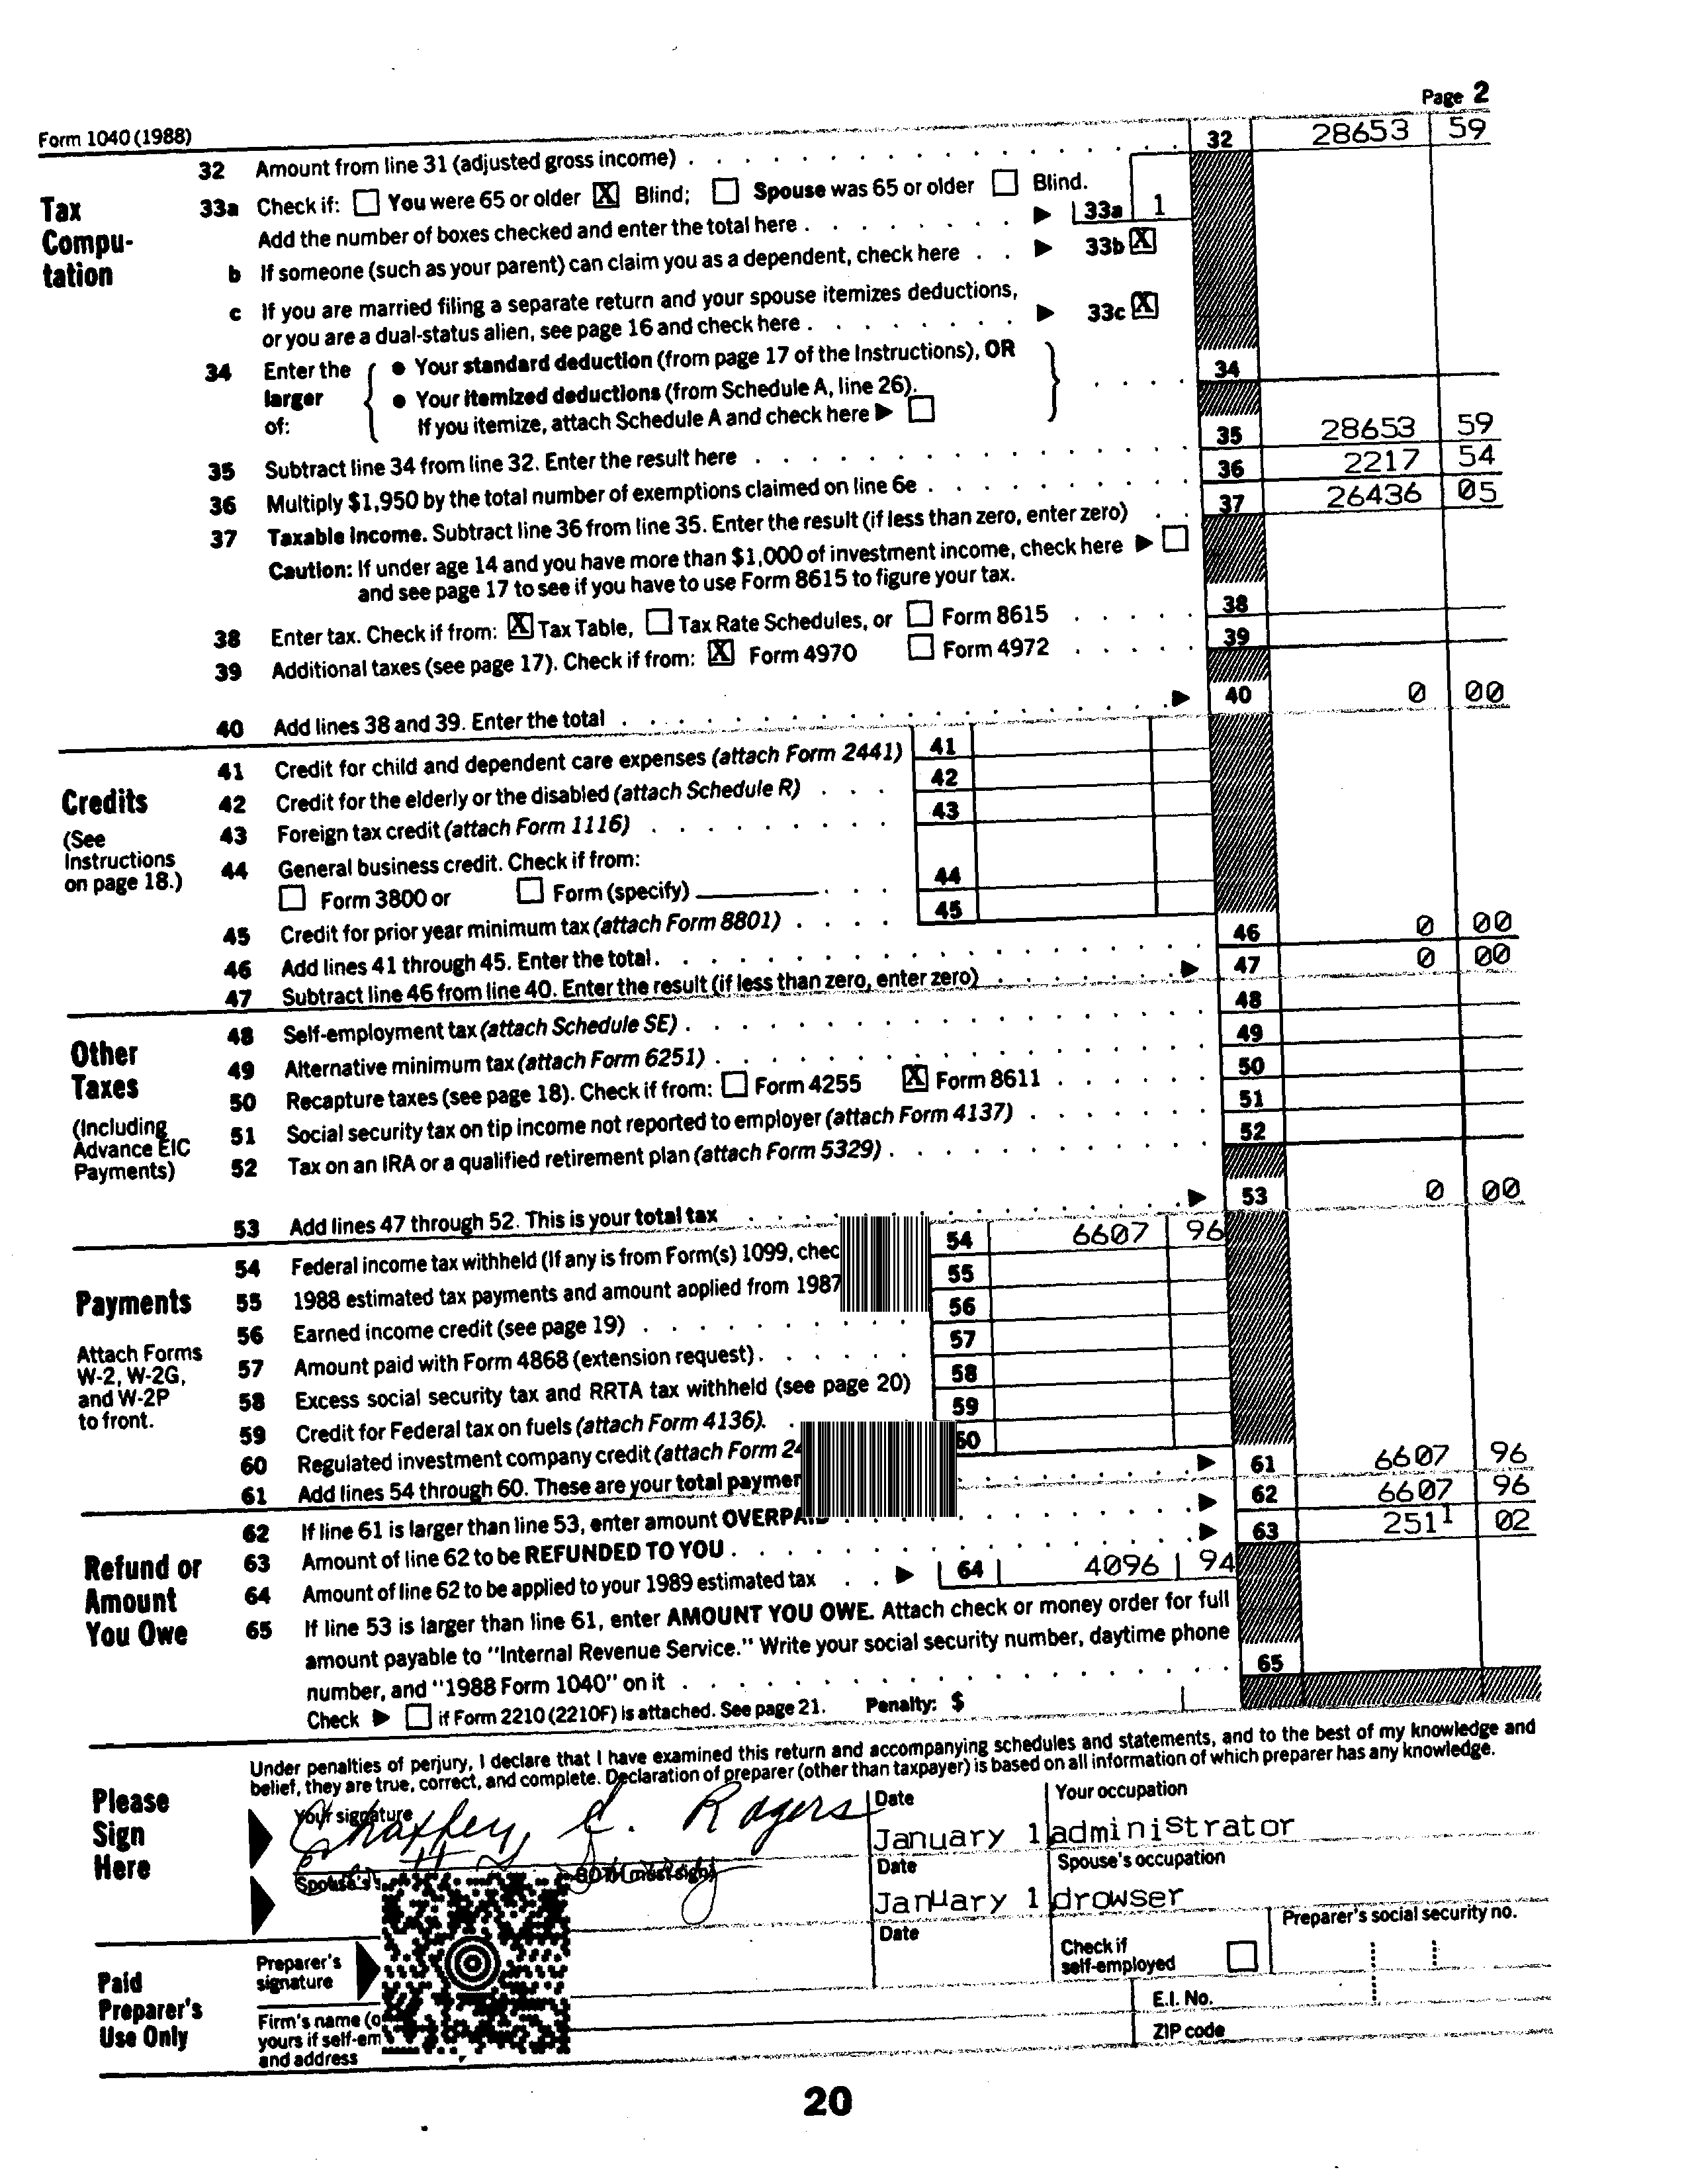 Page 2
Form 1040 (1988)
32 Amount from line 31 (adjusted gross income) 32 28653 59
Tax Compu-tation
33a Check if: You were 65 or older X Blind; Spouse was 65 or older Blind.
Add the number of boxes checked and enter the total here 33a 1
b If someone (such as your parent) can claim you as a dependent, check here 33b X
c If you are married filing a separate return and your spouse itemizes deductions,
or you are a dual-status alien, see page 16 and check here 33c X
34 Enter the larger of:
• Your standard deduction (from page 17 of the Instructions), OR
• Your itemized deductions (from Schedule A, line 26).
If you itemize, attach Schedule A and check here
34
35 Subtract line 34 from line 32. Enter the result here 35 28653 59
36 Multiply $1,950 by the total number of exemptions claimed on line 6e 36 2217 54
37 Taxable income. Subtract line 36 from line 35. Enter the result (if less than zero, enter zero) 37 26436 05
Caution: If under age 14 and you have more than $1,000 of investment income, check here
and see page 17 to see if you have to use Form 8615 to figure your tax.
38 Enter tax. Check if from: X Tax Table, Tax Rate Schedules, or Form 8615 38
39 Additional taxes (see page 17). Check if from: X Form 4970 Form 4972 39
40 Add lines 38 and 39. Enter the total 40 0 00
Credits
(See Instructions on page 18.)
41 Credit for child and dependent care expenses (attach Form 2441) 41
42 Credit for the elderly or the disabled (attach Schedule R) 42
43 Foreign tax credit (attach Form 1116) 43
44 General business credit. Check if from:
Form 3800 or Form (specify) 44
45 Credit for prior year minimum tax (attach Form 8801) 45
46 Add lines 41 through 45. Enter the total 46 0 00
47 Subtract line 46 from line 40. Enter the result (if less than zero, enter zero) 47 0 00
Other Taxes
(Including Advance EIC Payments)
48 Self-employment tax (attach Schedule SE) 48
49 Alternative minimum tax (attach Form 6251) 49
50 Recapture taxes (see page 18). Check if from: Form 4255 X Form 8611 50
51 Social security tax on tip income not reported to employer (attach Form 4137) 51
52 Tax on an IRA or a qualified retirement plan (attach Form 5329) 52
53 Add lines 47 through 52. This is your total tax 53 0 00
Payments
Attach Forms W-2, W-2G, and W-2P to front.
54 Federal income tax withheld (If any is from Form(s) 1099, chec 54 6607 96
55 1988 estimated tax payments and amount applied from 1987 55
56 Earned income credit (see page 19) 56
57 Amount paid with Form 4868 (extension request) 57
58 Excess social security tax and RRTA tax withheld (see page 20) 58
59 Credit for Federal tax on fuels (attach Form 4136) 59
60 Regulated investment company credit (attach Form 24 60
61 Add lines 54 through 60. These are your total paymen 61 6607 96
Refund or Amount You Owe
62 If line 61 is larger than line 53, enter amount OVERPAID 62 6607 96
63 Amount of line 62 to be REFUNDED TO YOU 63 2511 02
64 Amount of line 62 to be applied to your 1989 estimated tax 64 4096 94
65 If line 53 is larger than line 61, enter AMOUNT YOU OWE. Attach check or money order for full
amount payable to "Internal Revenue Service." Write your social security number, daytime phone
number, and "1988 Form 1040" on it 65
Check if Form 2210 (2210F) is attached. See page 21. Penalty: $
Please Sign Here
Under penalties of perjury, I declare that I have examined this return and accompanying schedules and statements, and to the best of my knowledge and
belief, they are true, correct, and complete. Declaration of preparer (other than taxpayer) is based on all information of which preparer has any knowledge.
Your signature Rogers
Date January 1
Your occupation administrator
Spouse's BOTH must sign)
Date January 1
Spouse's occupation drowser
Paid Preparer's Use Only
Preparer's signature
Date
Check if self-employed
Preparer's social security no.
Firm's name (o
yours if self-em
and address
E.I. No.
ZIP code
20